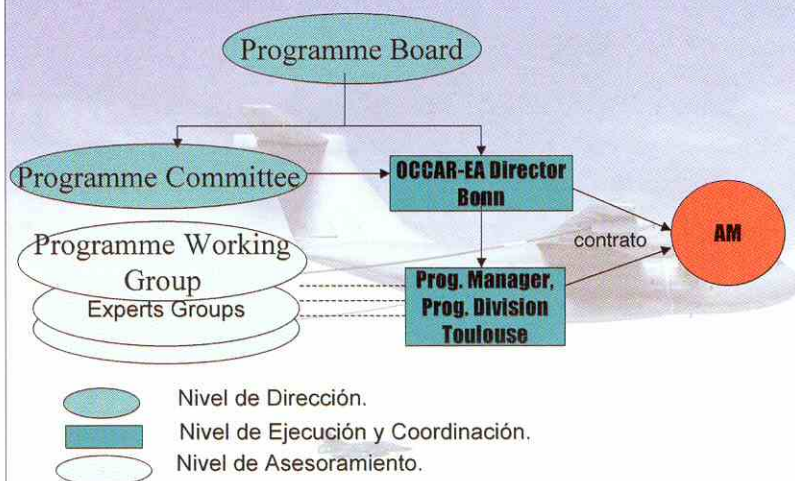 Programme Board
Programme Committee
OCCAR-EA Director
Bonn
AM
contrato
Programme Working
Group
Experts Groups
Prog. Manager,
Prog. Division
Toulouse
Nivel de Dirección.
Nivel de Ejecución y Coordinación.
Nivel de Asesoramiento.